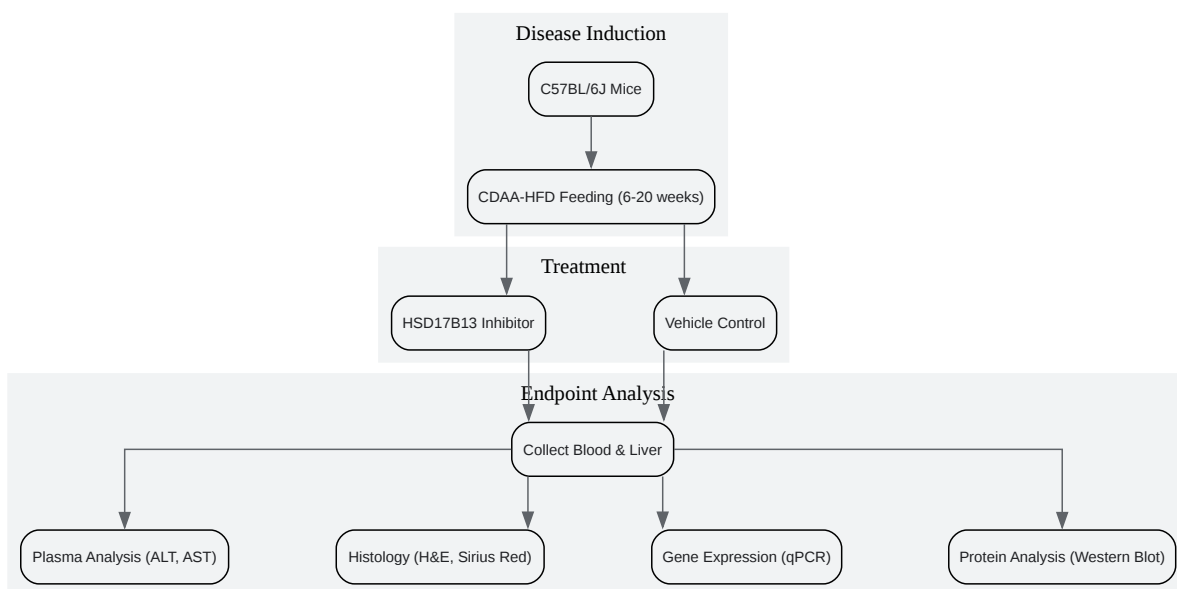 Disease Induction
C57BL/6J Mice
CDAA-HFD Feeding (6-20 weeks)
Treatment
HSD17B13 Inhibitor
Vehicle Control
Endpoint Analysis
Collect Blood & Liver
Plasma Analysis (ALT, AST)
Histology (H&E, Sirius Red)
Gene Expression (qPCR)
Protein Analysis (Western Blot)